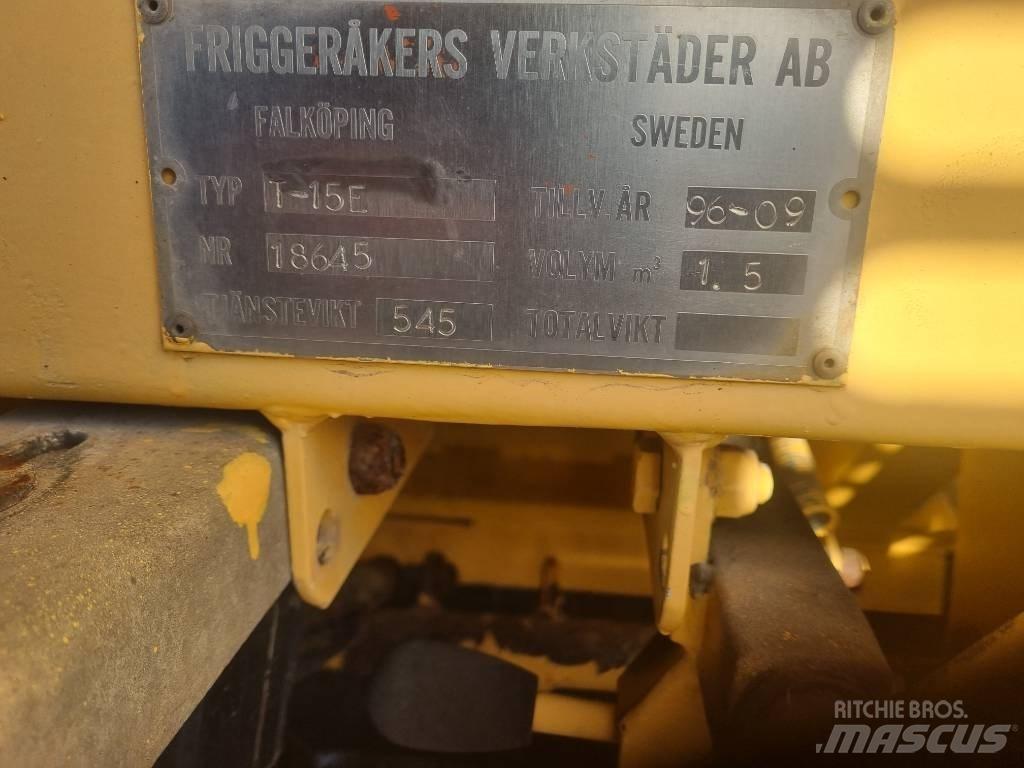 FRIGGERÅKERS VERKSTÄDER AB
FALKÖPING SWEDEN
TYP T-15E TILLV.ÅR 96-09
NR 18645 VOLYM m³ 1.5
TJÄNSTEVIKT 545 TOTALVIKT
RITCHIE BROS.
MASCUS